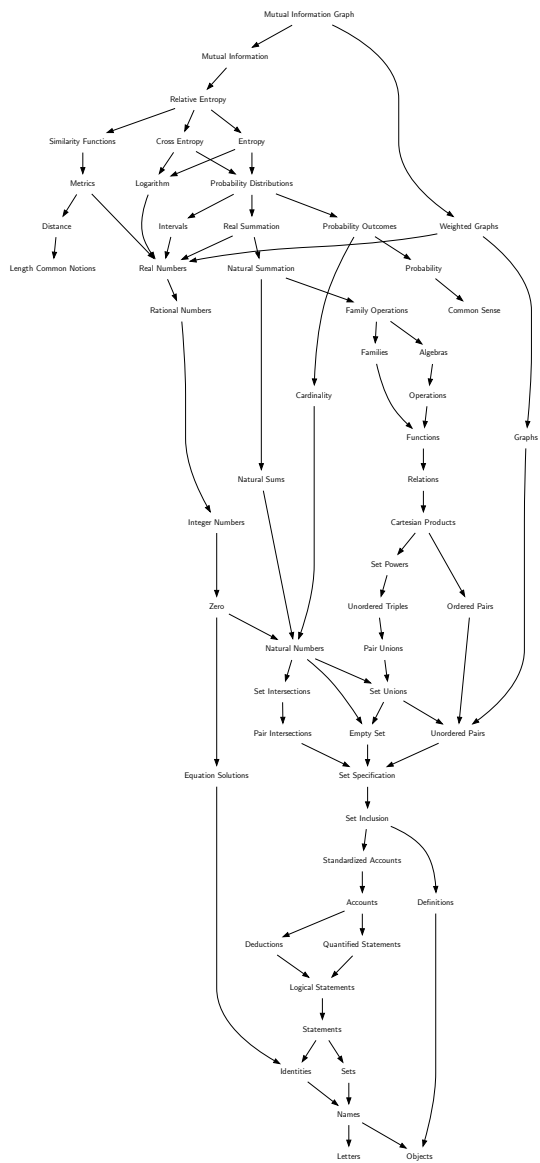 Mutual Information Graph
Mutual Information
Relative Entropy
Similarity Functions
Cross Entropy
Entropy
Metrics
Logarithm
Probability Distributions
Distance
Intervals
Real Summation
Probability Outcomes
Weighted Graphs
Length Common Notions
Real Numbers
Natural Summation
Probability
Rational Numbers
Family Operations
Common Sense
Families
Algebras
Cardinality
Operations
Functions
Graphs
Natural Sums
Relations
Integer Numbers
Cartesian Products
Set Powers
Zero
Unordered Triples
Ordered Pairs
Natural Numbers
Pair Unions
Set Intersections
Set Unions
Pair Intersections
Empty Set
Unordered Pairs
Equation Solutions
Set Specification
Set Inclusion
Standardized Accounts
Accounts
Definitions
Deductions
Quantified Statements
Logical Statements
Statements
Identities
Sets
Names
Letters
Objects